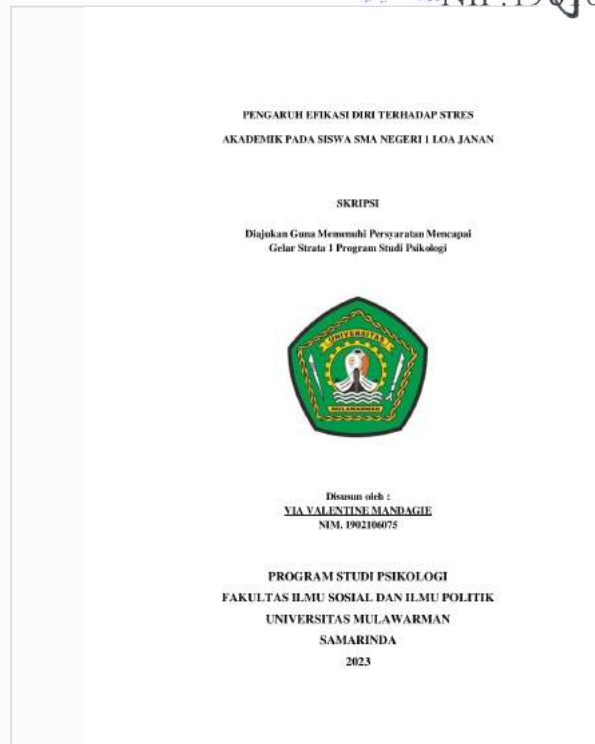 PENGARUH EFIKASI DIRI TERHADAP STRES
AKADEMIK PADA SISWA SMA NEGERI 1 LOA JANAN
SKRIPSI
Diajukan Guna Memenuhi Persyaratan Mencapai
Gelar Strata 1 Program Studi Psikologi
UNIVERSITAS
MULAWARMAN
Disusun oleh :
VIA VALENTINE MANDAGIE
NIM. 1902106075
PROGRAM STUDI PSIKOLOGI
FAKULTAS ILMU SOSIAL DAN ILMU POLITIK
UNIVERSITAS MULAWARMAN
SAMARINDA
2023